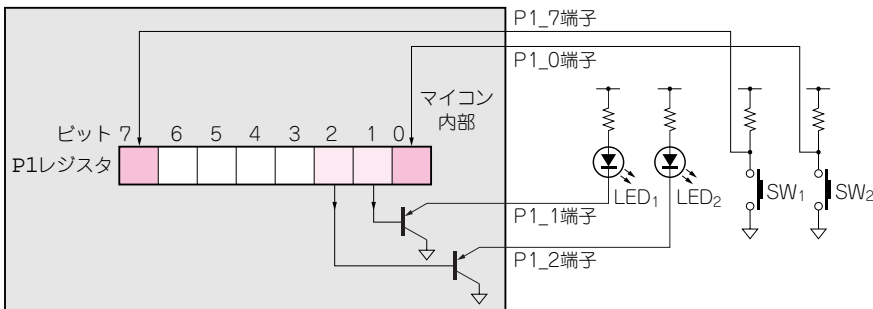 P1_7端子
P1_0端子
マイコン
内部
ビット 7 6 5 4 3 2 1 0
P1レジスタ
LED1
LED2
SW1
SW2
P1_1端子
P1_2端子